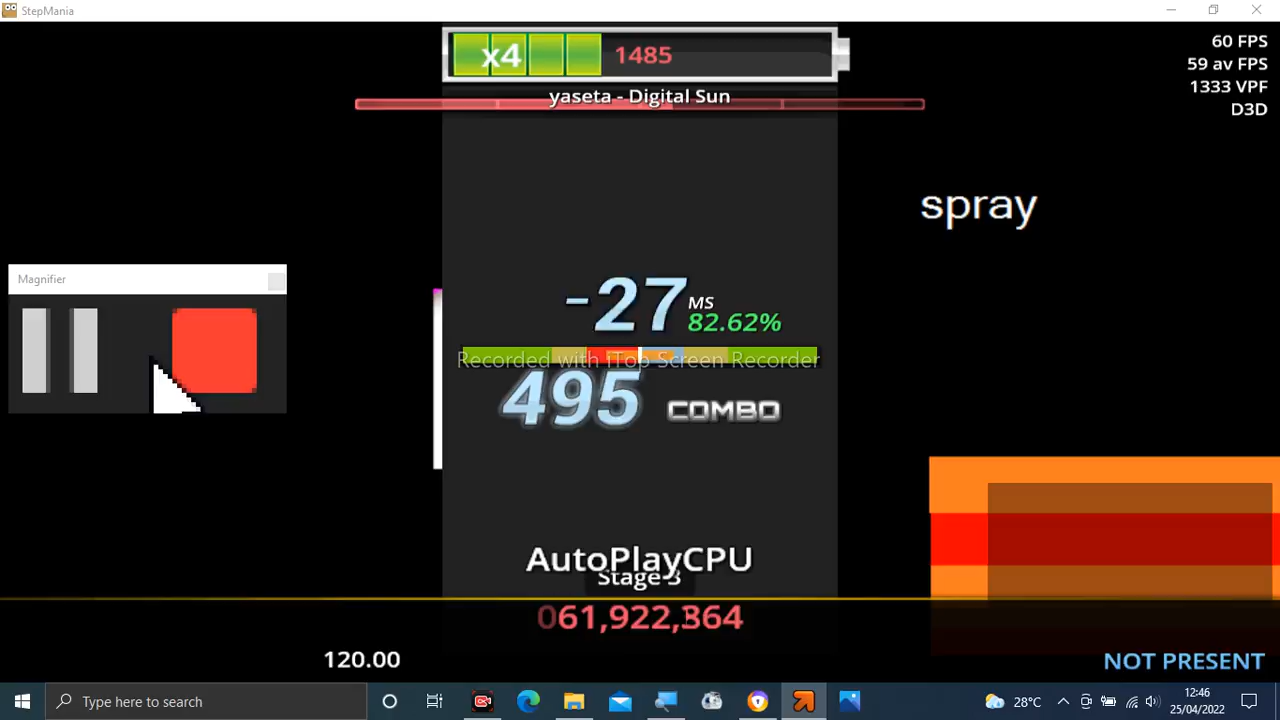 StepMania
60 FPS
59 av FPS
1333 VPF
D3D
x4 1485
yaseta - Digital Sun
spray
Magnifier
-27 MS
82.62%
Recorded with iTop Screen Recorder
495 COMBO
AutoPlayCPU
Stage 3
061,922,364
120.00
NOT PRESENT
Type here to search
28°C
12:46
25/04/2022